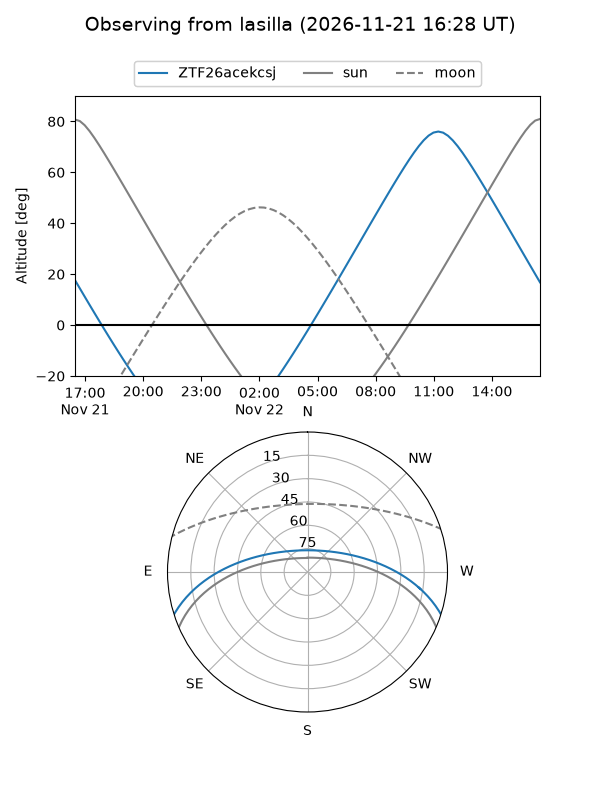 Observing from lasilla (2026-11-21 16:28 UT)
ZTF26acekcsj sun moon
Altitude [deg]
80
60
40
20
0
−20
17:00 20:00 23:00 02:00 05:00 08:00 11:00 14:00
Nov 21 Nov 22
N
NE NW
15
30
45
60
75
E W
SE SW
S